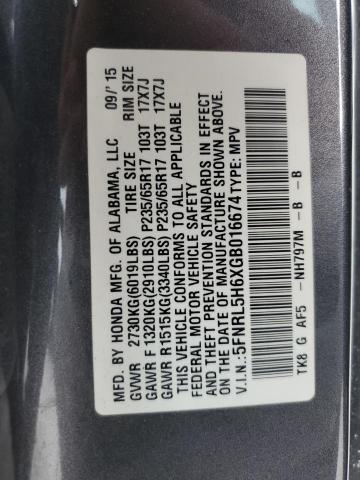 MFD. BY HONDA MFG. OF ALABAMA, LLC 09/'15
TIRE SIZE RIM SIZE
GVWR 2730KG(6019LBS)
GAWR F 1320KG(2910LBS) P235/65R17 103T 17X7J
GAWR R 1515KG(3340LBS) P235/65R17 103T 17X7J
THIS VEHICLE CONFORMS TO ALL APPLICABLE
FEDERAL MOTOR VEHICLE SAFETY
AND THEFT PREVENTION STANDARDS IN EFFECT
ON THE DATE OF MANUFACTURE SHOWN ABOVE.
V.I.N.:5FNRL5H6XGB016674 TYPE: MPV
TK8 G AF5 -NH797M -B -B